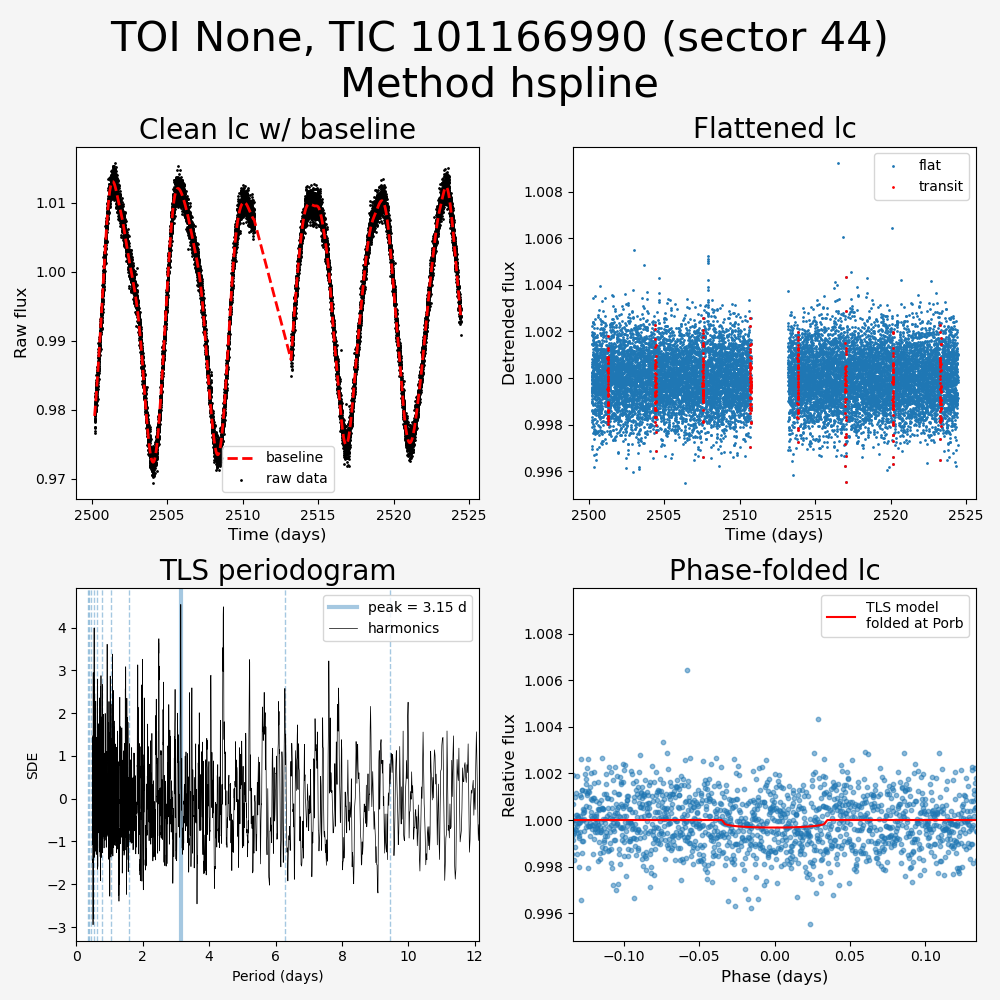 TOI None, TIC 101166990 (sector 44)
Method hspline
Clean lc w/ baseline
Raw flux
1.01
1.00
0.99
0.98
0.97
baseline
raw data
2500
2505
2510
2515
2520
2525
Time (days)
Flattened lc
Detrended flux
1.008
1.006
1.004
1.002
1.000
0.998
0.996
flat
transit
2500
2505
2510
2515
2520
2525
Time (days)
TLS periodogram
SDE
4
3
2
1
0
−1
−2
−3
peak = 3.15 d
harmonics
0
2
4
6
8
10
12
Period (days)
Phase-folded lc
Relative flux
1.008
1.006
1.004
1.002
1.000
0.998
0.996
TLS model
folded at Porb
−0.10
−0.05
0.00
0.05
0.10
Phase (days)